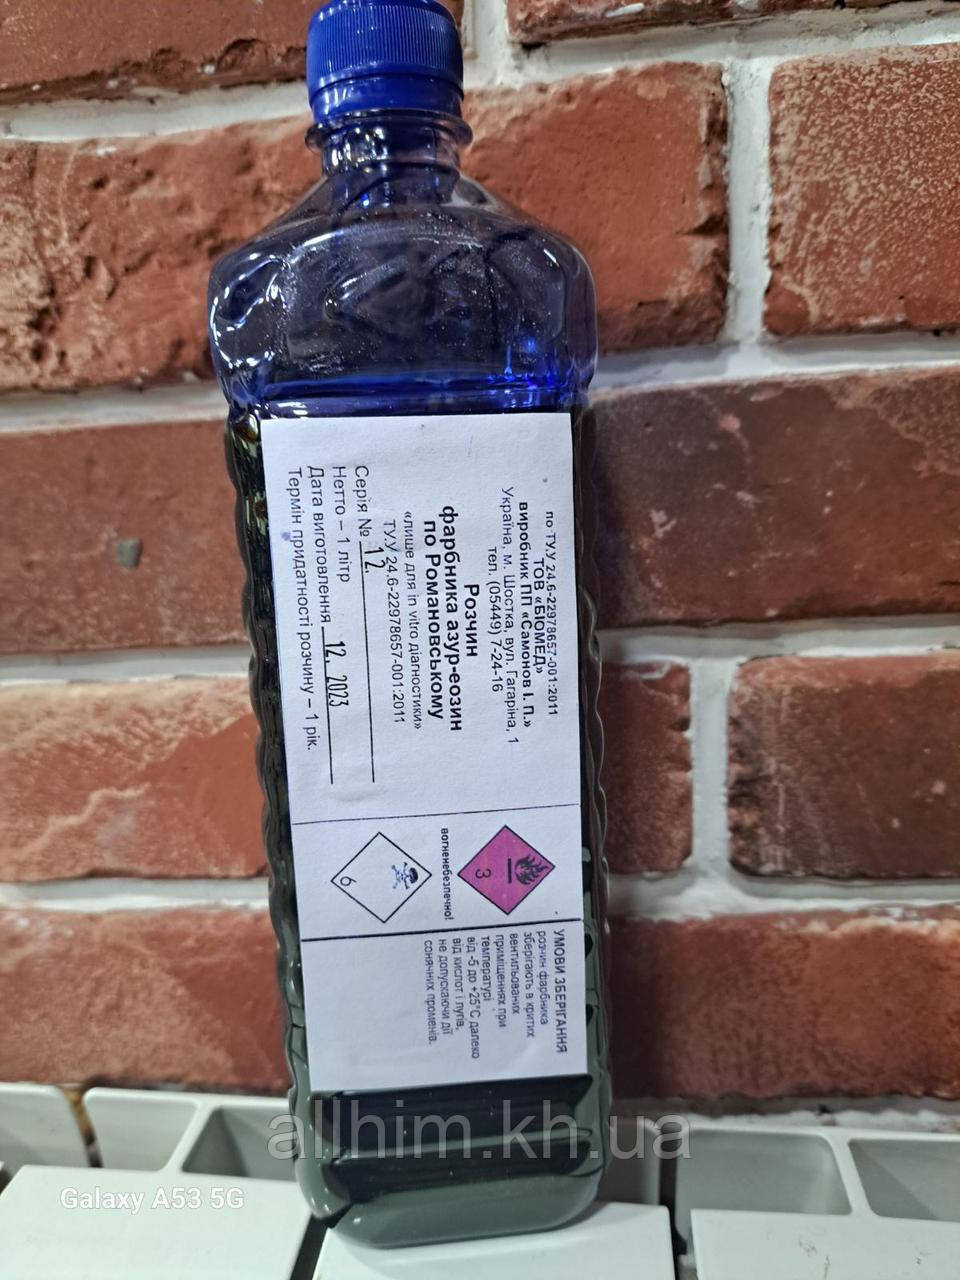 по ТУ.У 24,6-22978657-001:2011
ТОВ «БІОМЕД»
виробник ПП «Самонов І. П.»
Україна, м. Шостка, вул. Гагаріна, 1
тел. (05449) 7-24-16
Розчин
фарбника азур-еозин
по Романовському
ТУ.У 24,6-22978657-001:2011
«лише для in vitro діагностики»
Серія № 12.
Нетто – 1 літр
Дата виготовлення 12. 2023
Термін придатності розчину – 1 рік.
3
вогненебезпечно!
6
УМОВИ ЗБЕРІГАННЯ
розчин фарбника
зберігають в критих
вентильованих
приміщеннях при
температурі
від -5 до +25°С далеко
від кислот і лугів,
не допускаючи дії
сонячних променів.
allhim.kh.ua
Galaxy A53 5G